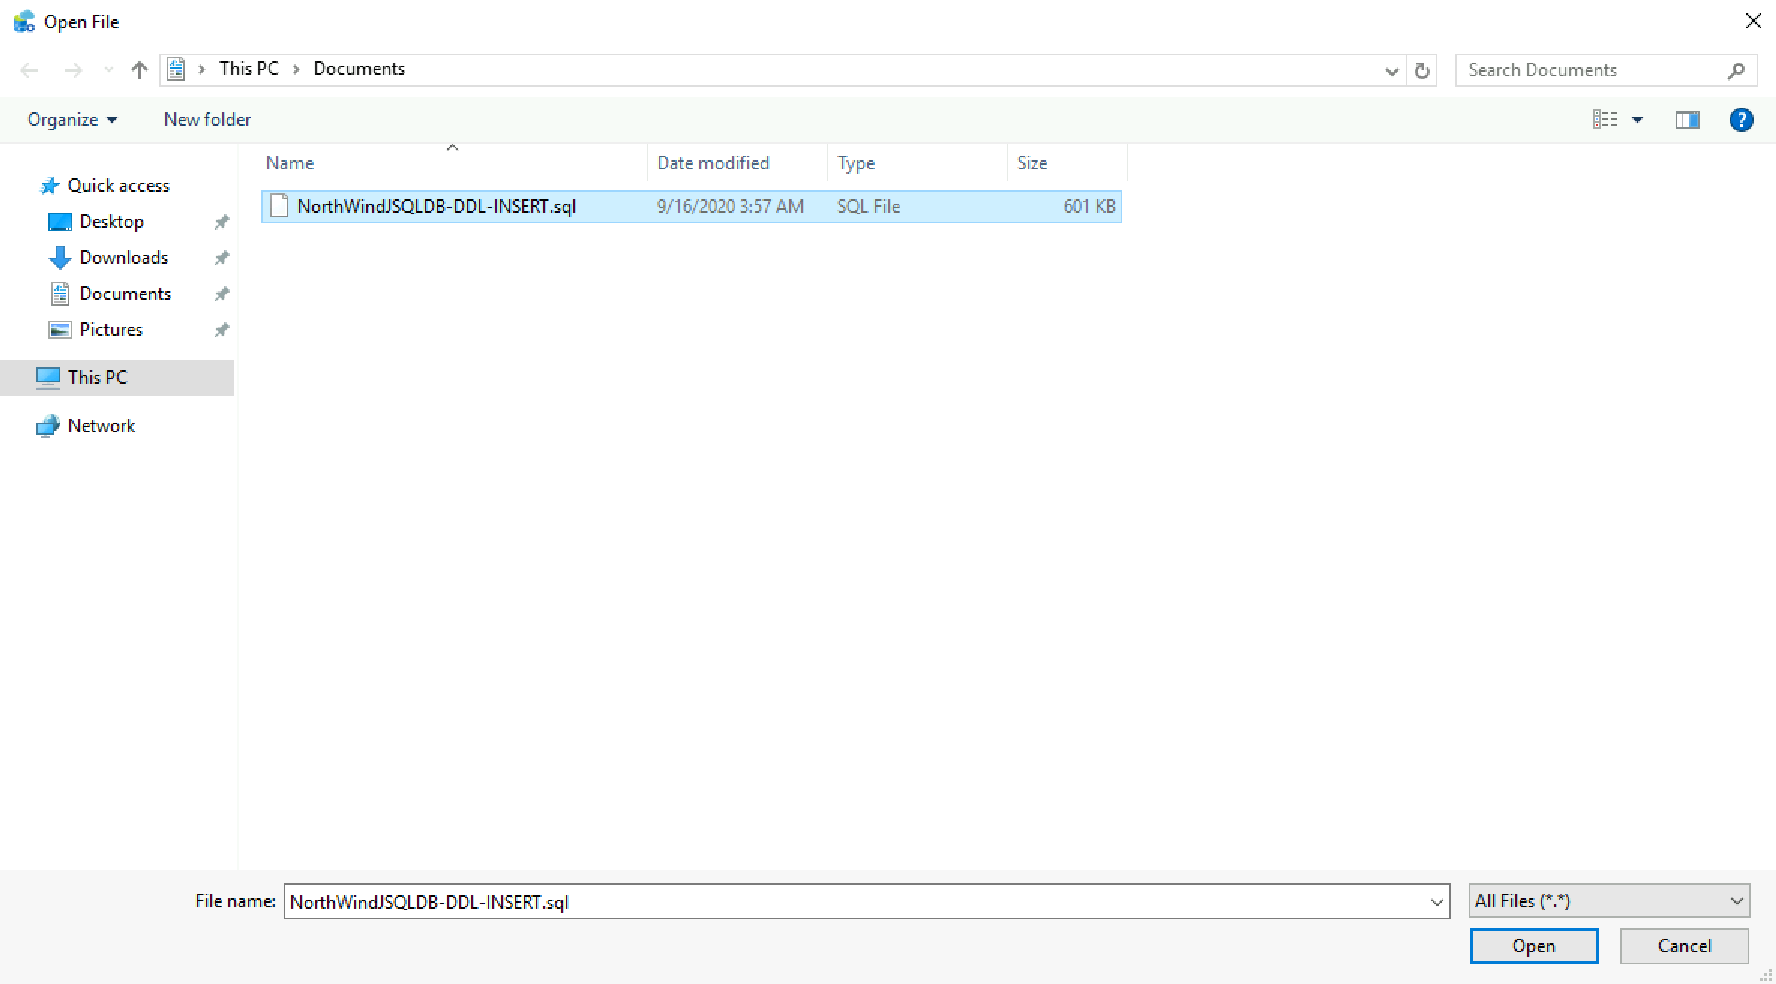 Open File
This PC Documents
Search Documents
Organize
New folder
?
Name
Date modified
Type
Size
NorthWindJSQLDB-DDL-INSERT.sql 9/16/2020 3:57 AM SQL File 601 KB
Quick access
Desktop
Downloads
Documents
Pictures
This PC
Network
File name: NorthWindJSQLDB-DDL-INSERT.sql
All Files (*.*)
Open
Cancel